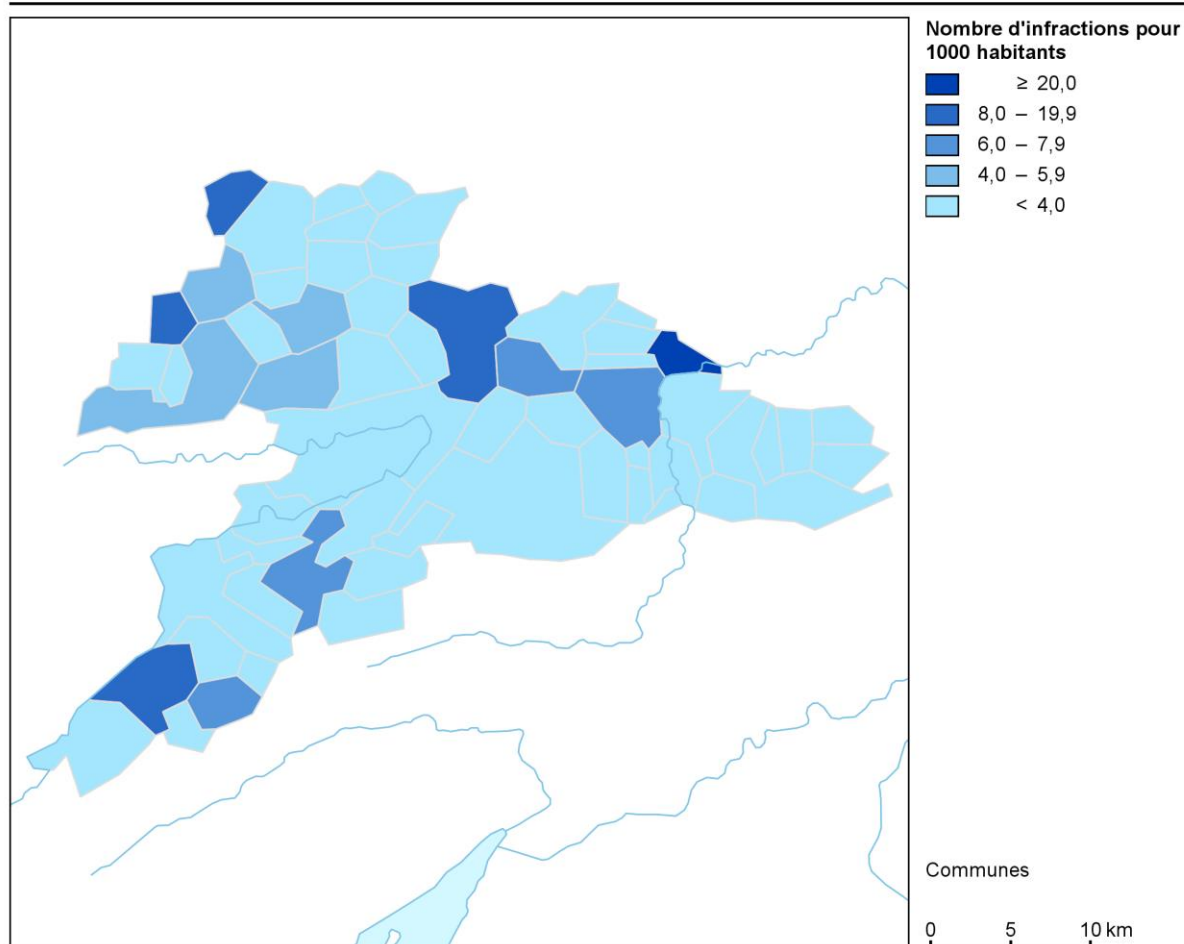 Nombre d'infractions pour
1000 habitants
≥ 20,0
8,0 – 19,9
6,0 – 7,9
4,0 – 5,9
< 4,0
Communes
0 5 10 km